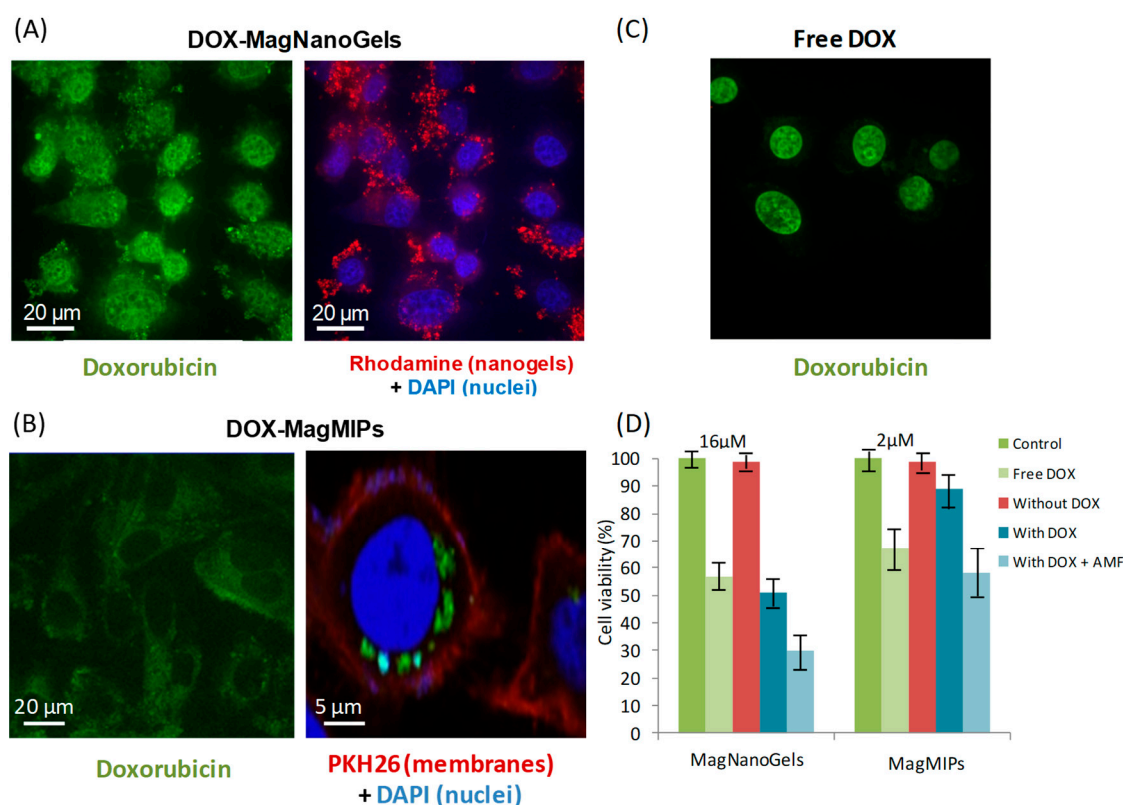 (A)
DOX-MagNanoGels
20 µm
20 µm
Doxorubicin
Rhodamine (nanogels)
+ DAPI (nuclei)
(C)
Free DOX
Doxorubicin
(B)
DOX-MagMIPs
20 µm
5 µm
Doxorubicin
PKH26 (membranes)
+ DAPI (nuclei)
(D)
16µM
2µM
Cell viability (%)
100
90
80
70
60
50
40
30
20
10
0
MagNanoGels
MagMIPs
Control
Free DOX
Without DOX
With DOX
With DOX + AMF